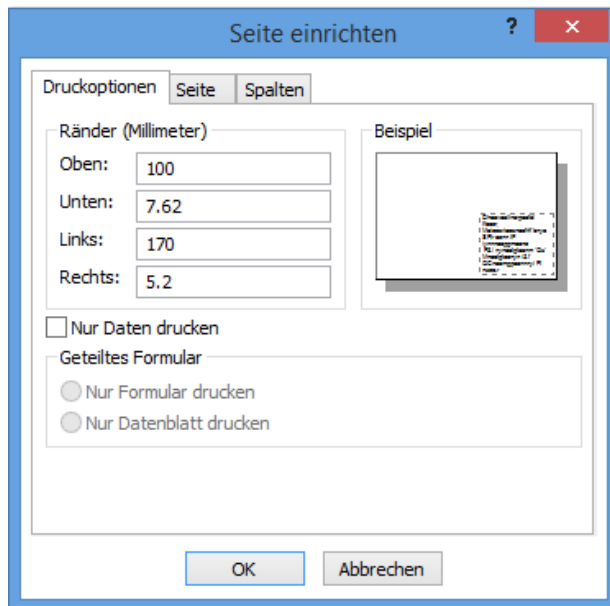 Seite einrichten
?
Druckoptionen Seite Spalten
Ränder (Millimeter)
Oben: 100
Unten: 7.62
Links: 170
Rechts: 5.2
Beispiel
Nur Daten drucken
Geteiltes Formular
Nur Formular drucken
Nur Datenblatt drucken
OK Abbrechen